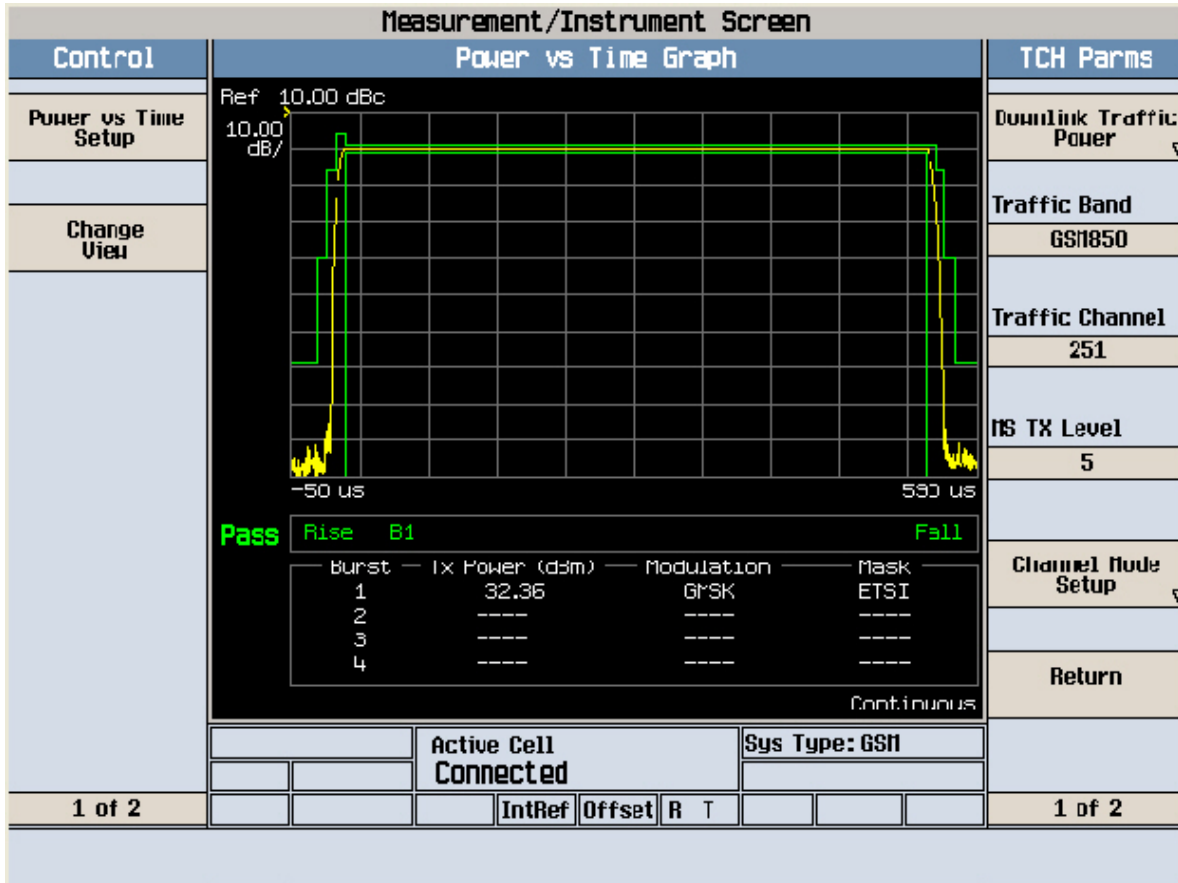 Measurement/Instrument Screen
Control
Power vs Time Graph
TCH Parms
Power vs Time
Setup
Change
View
1 of 2
Ref 10.00 dBc
10.00
dB/
-50 us
593 us
Pass
Rise B1 Fall
Burst Tx Power (dBm) Modulation Mask
1 32.36 GMSK ETSI
2 ---- ---- ----
3 ---- ---- ----
4 ---- ---- ----
Continuous
Active Cell
Connected
Sys Type: GSM
IntRef Offset R T
Downlink Traffic
Power
Traffic Band
GSM850
Traffic Channel
251
MS TX Level
5
Channel Mode
Setup
Return
1 of 2